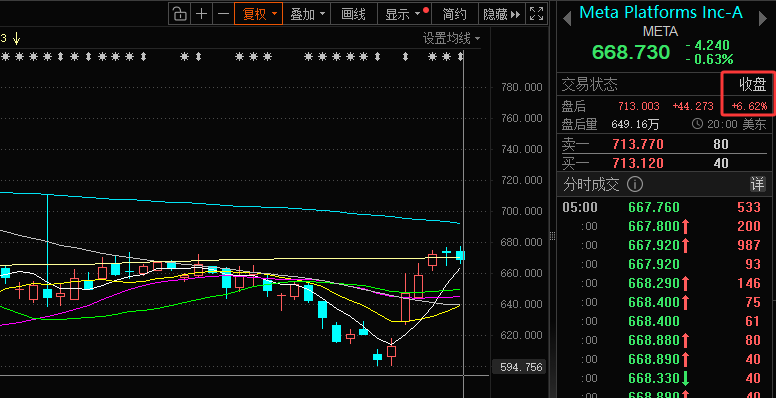 复权 叠加 画线 显示 简约 隐藏
3
设置均线
780.000
760.000
740.000
720.000
700.000
680.000
660.000
640.000
620.000
594.756
Meta Platforms Inc-A
META
668.730 -4.240
-0.63%
交易状态 收盘
盘后 713.003 +44.273 +6.62%
盘后量 649.16万 20:00 美东
卖一 713.770 80
买一 713.120 40
分时成交 详
05:00 667.760 533
:00 667.800 200
:00 667.920 987
:00 667.920 93
:00 668.290 146
:00 668.400 75
:00 668.400 61
:00 668.880 80
:00 668.890 40
:00 668.330 40
:00 668.890 40